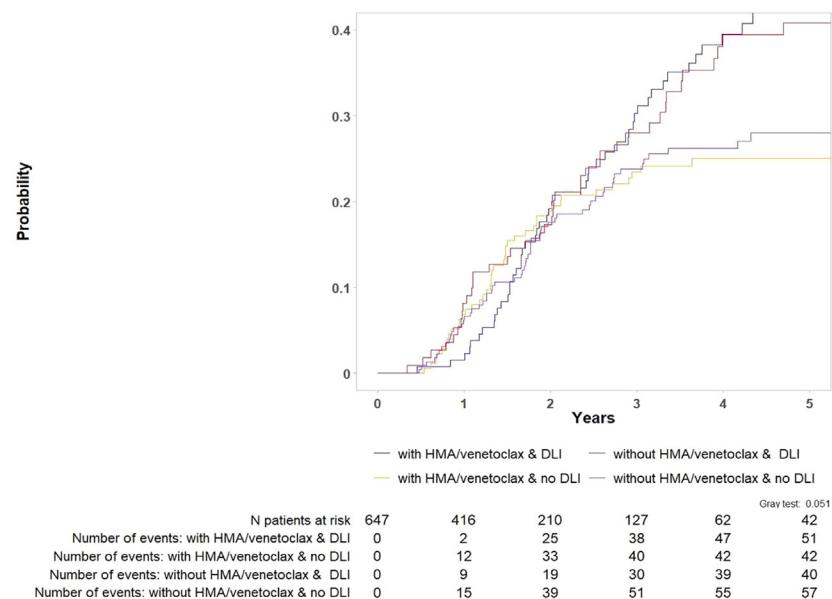 0.4
0.3
0.2
0.1
0
Probability
0 1 2 3 4 5
Years
with HMA/venetoclax & DLI without HMA/venetoclax & DLI
with HMA/venetoclax & no DLI without HMA/venetoclax & no DLI
Gray test: 0.051
N patients at risk 647 416 210 127 62 42
Number of events: with HMA/venetoclax & DLI 0 2 25 38 47 51
Number of events: with HMA/venetoclax & no DLI 0 12 33 40 42 42
Number of events: without HMA/venetoclax & DLI 0 9 19 30 39 40
Number of events: without HMA/venetoclax & no DLI 0 15 39 51 55 57